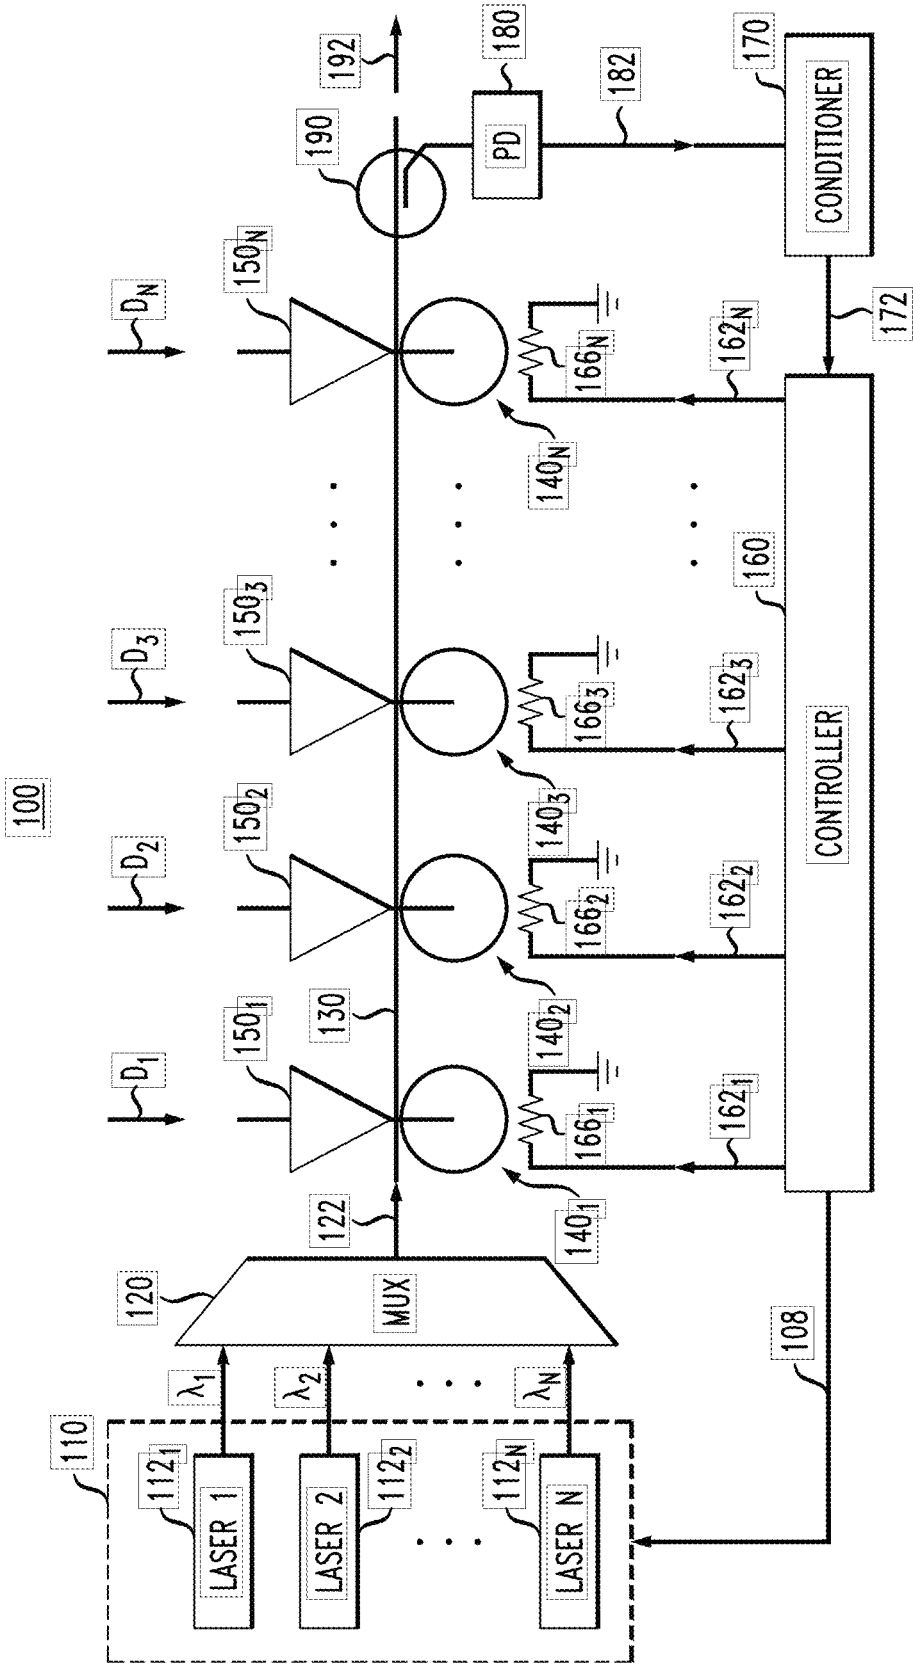 100
110
112₁
LASER 1
λ₁
LASER 2
112₂
λ₂
112N
LASER N
λN
120
MUX
122
130
D₁
150₁
140₁
166₁
162₁
D₂
150₂
140₂
166₂
162₂
D₃
150₃
140₃
166₃
162₃
DN
150N
140N
166N
162N
190
192
PD
180
182
CONDITIONER
170
172
CONTROLLER
160
108